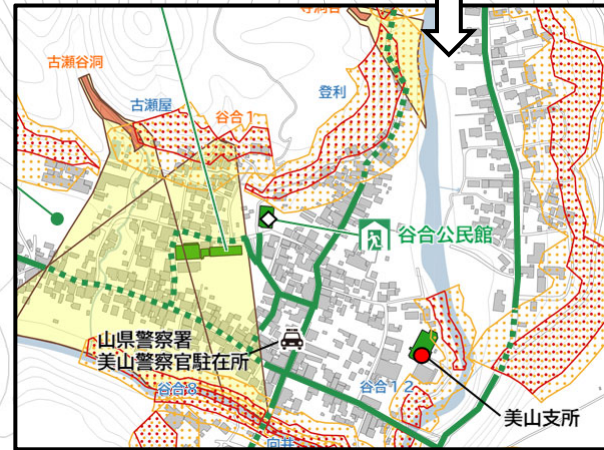 古瀬谷洞
古瀬屋
谷合1
登利
谷合公民館
山県警察署
美山警察官駐在所
谷合8
谷合12
美山支所